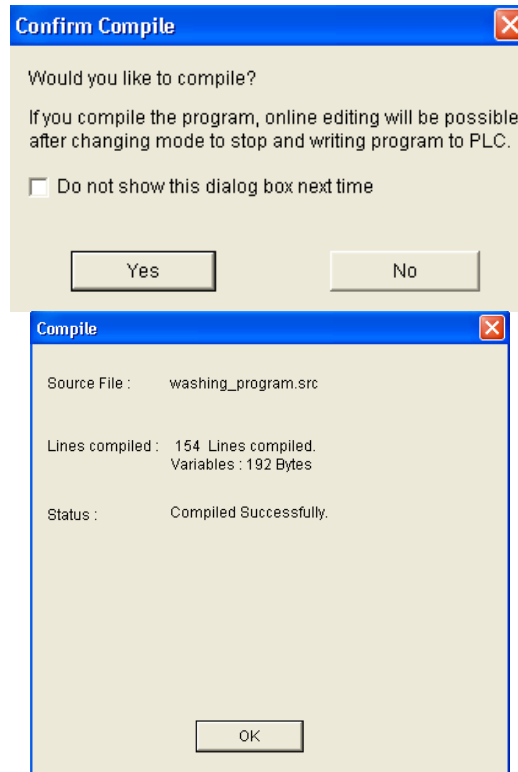 Confirm Compile
Would you like to compile?
If you compile the program, online editing will be possible
after changing mode to stop and writing program to PLC.
Do not show this dialog box next time
Yes No
Compile
Source File : washing_program.src
Lines compiled : 154 Lines compiled.
Variables : 192 Bytes
Status : Compiled Successfully.
OK